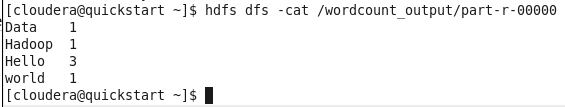 [cloudera@quickstart ~]$ hdfs dfs -cat /wordcount_output/part-r-00000
Data    1
Hadoop  1
Hello   3
world   1
[cloudera@quickstart ~]$